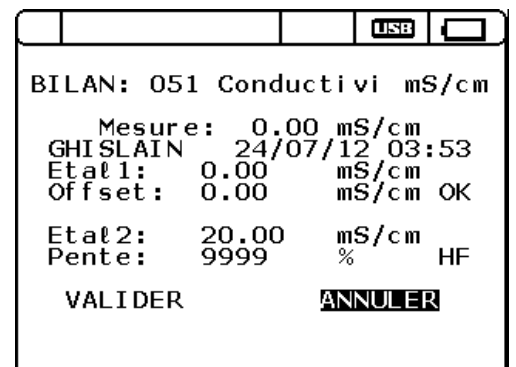 USB
BILAN: 051 Conductivi mS/cm
Mesure: 0.00 mS/cm
GHISLAIN 24/07/12 03:53
Etal1: 0.00 mS/cm
Offset: 0.00 mS/cm OK
Etal2: 20.00 mS/cm
Pente: 9999 % HF
VALIDER ANNULER